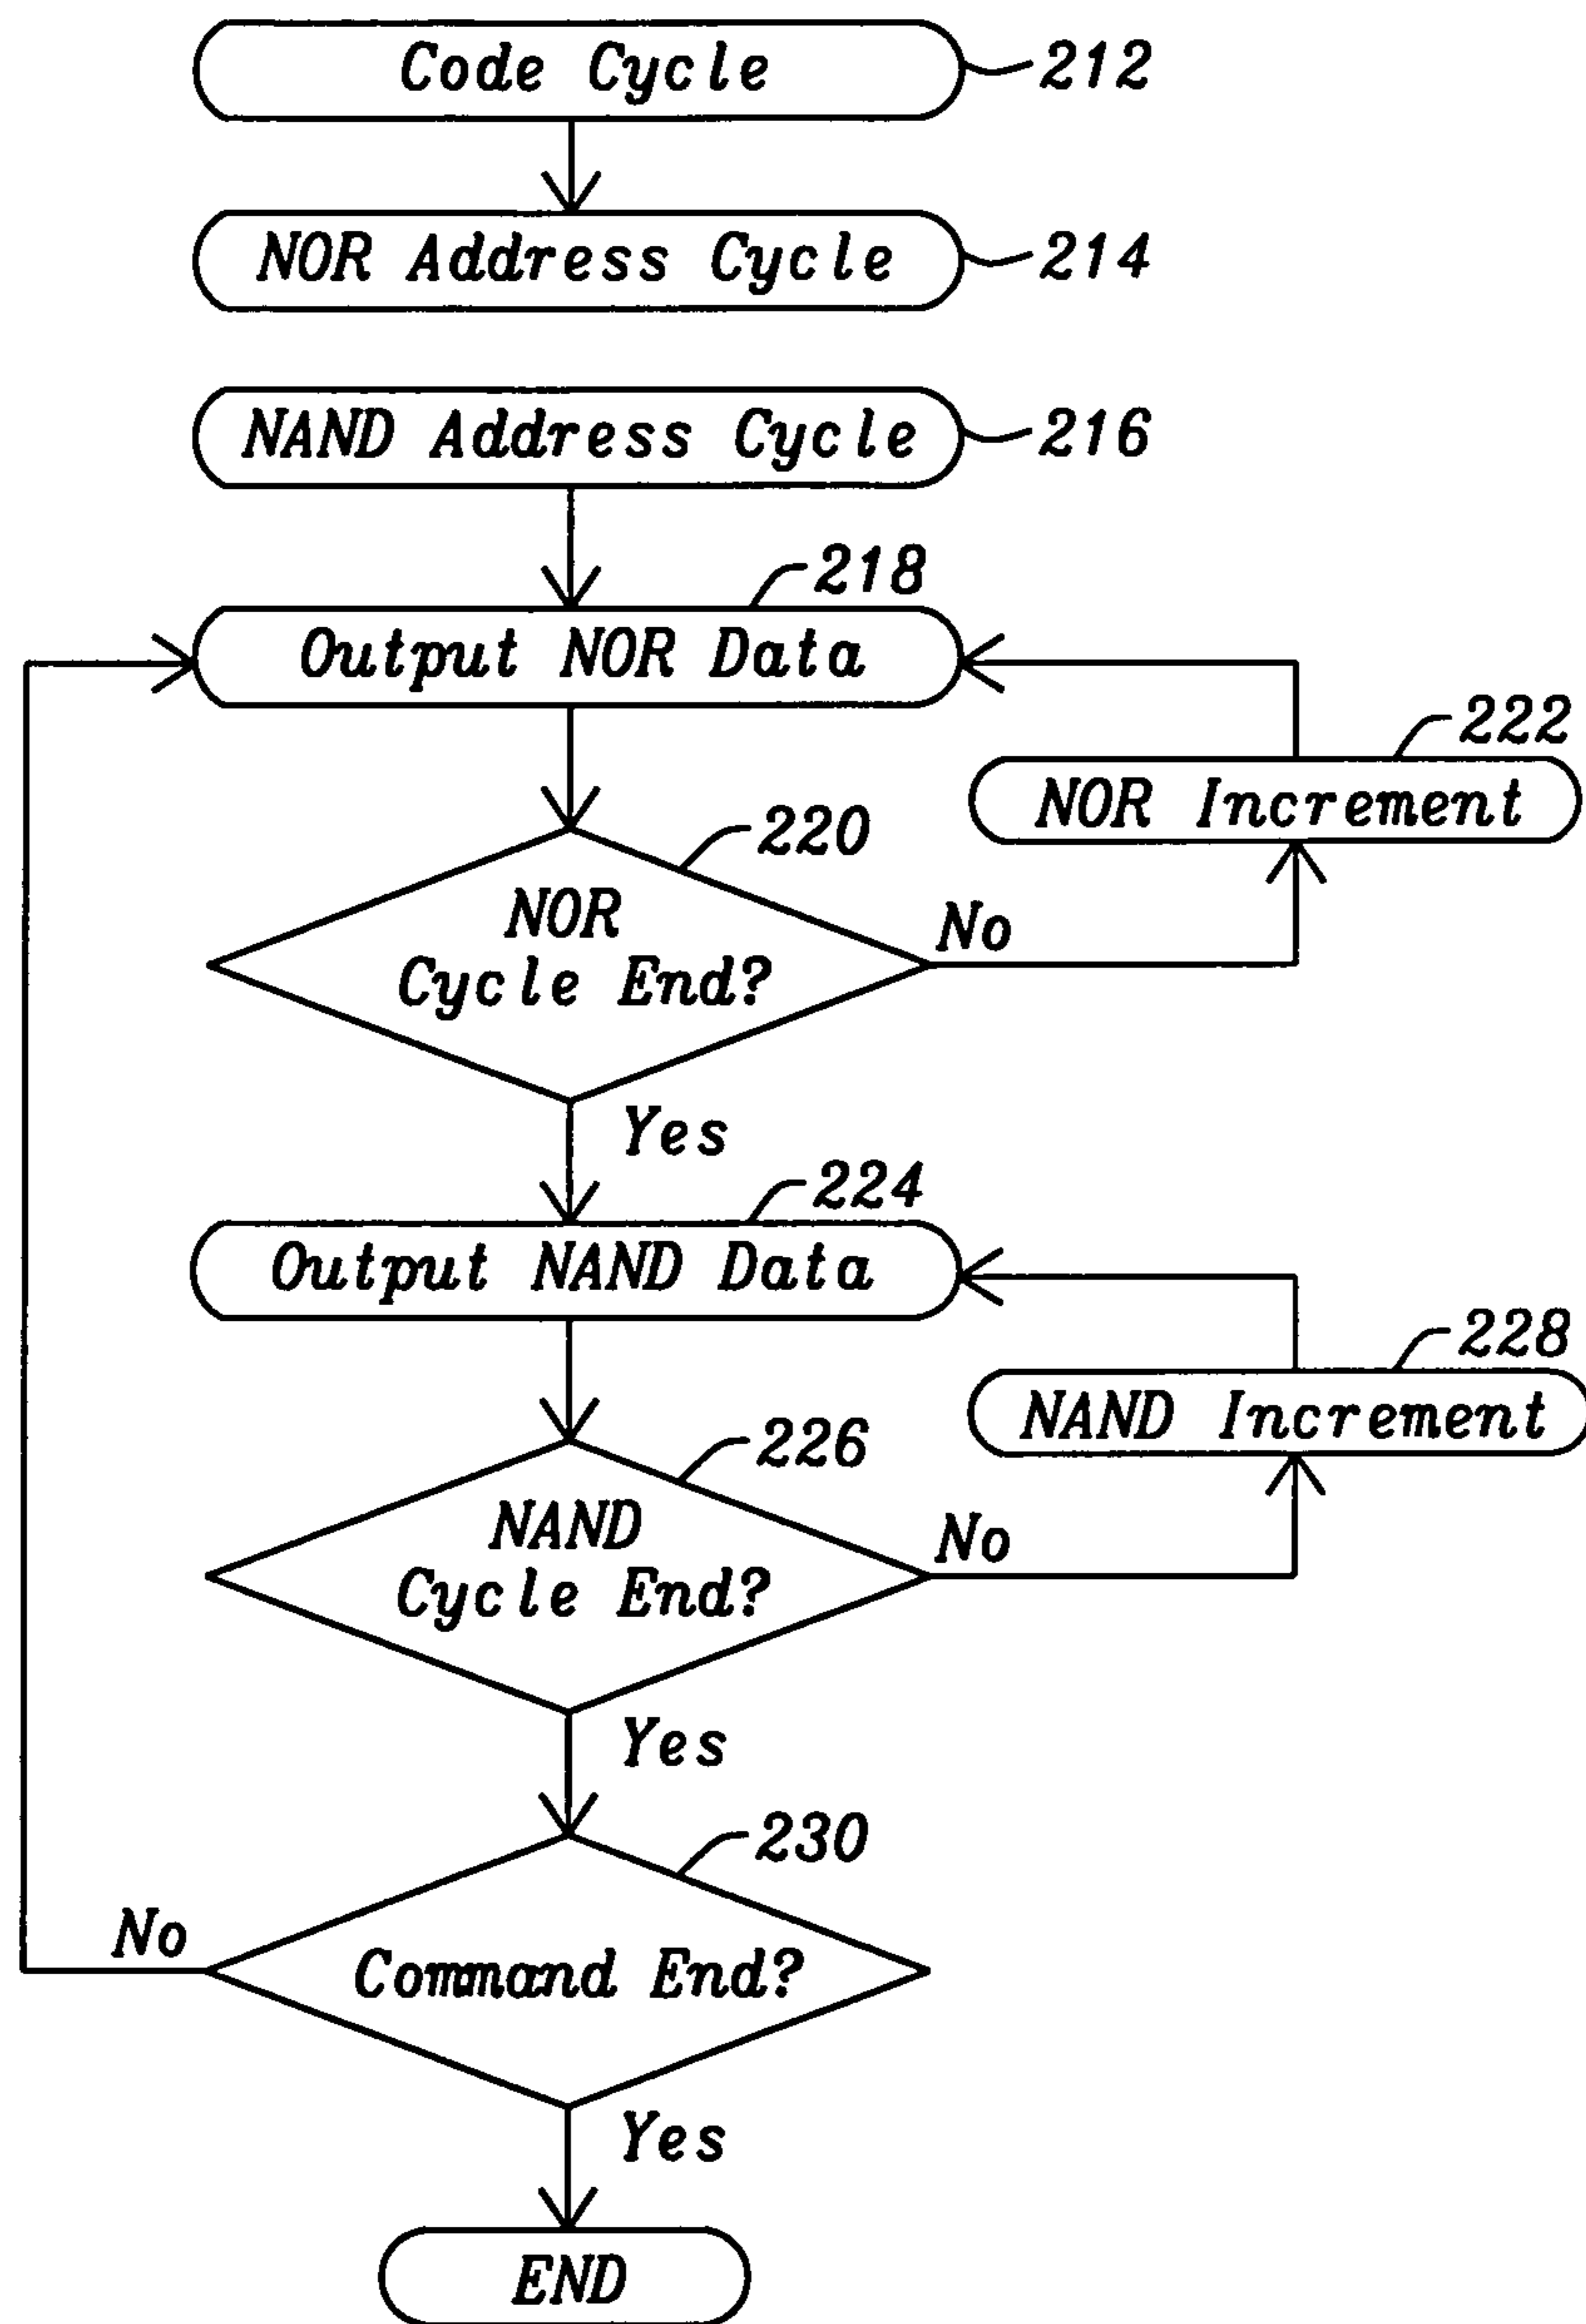 Code Cycle
212
NOR Address Cycle
214
NAND Address Cycle
216
218
Output NOR Data
222
NOR Increment
220
NOR
Cycle End?
No
Yes
224
Output NAND Data
228
NAND Increment
226
NAND
Cycle End?
No
Yes
230
No
Command End?
Yes
END